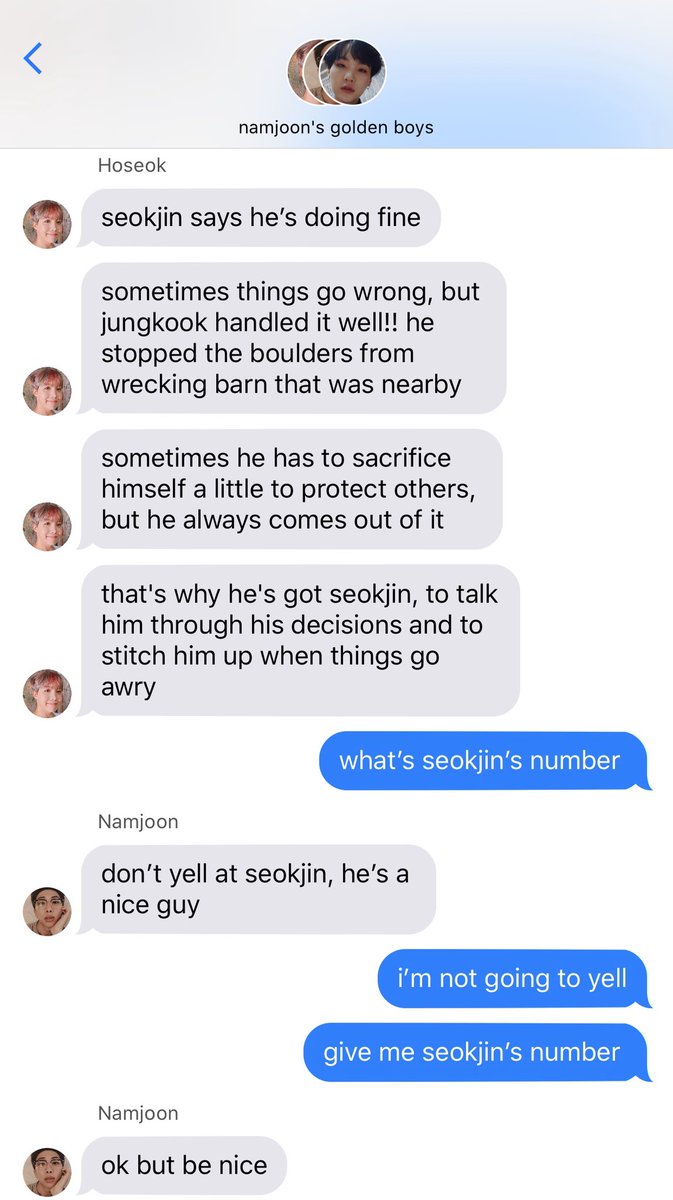 namjoon's golden boys
Hoseok
seokjin says he’s doing fine
sometimes things go wrong, but
jungkook handled it well!! he
stopped the boulders from
wrecking barn that was nearby
sometimes he has to sacrifice
himself a little to protect others,
but he always comes out of it
that's why he's got seokjin, to talk
him through his decisions and to
stitch him up when things go
awry
what’s seokjin’s number
Namjoon
don’t yell at seokjin, he’s a
nice guy
i’m not going to yell
give me seokjin’s number
Namjoon
ok but be nice